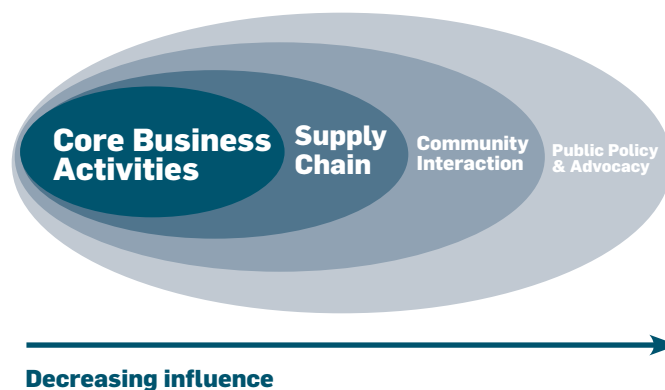 Core Business
Activities
Supply
Chain
Community
Interaction
Public Policy
& Advocacy
Decreasing influence